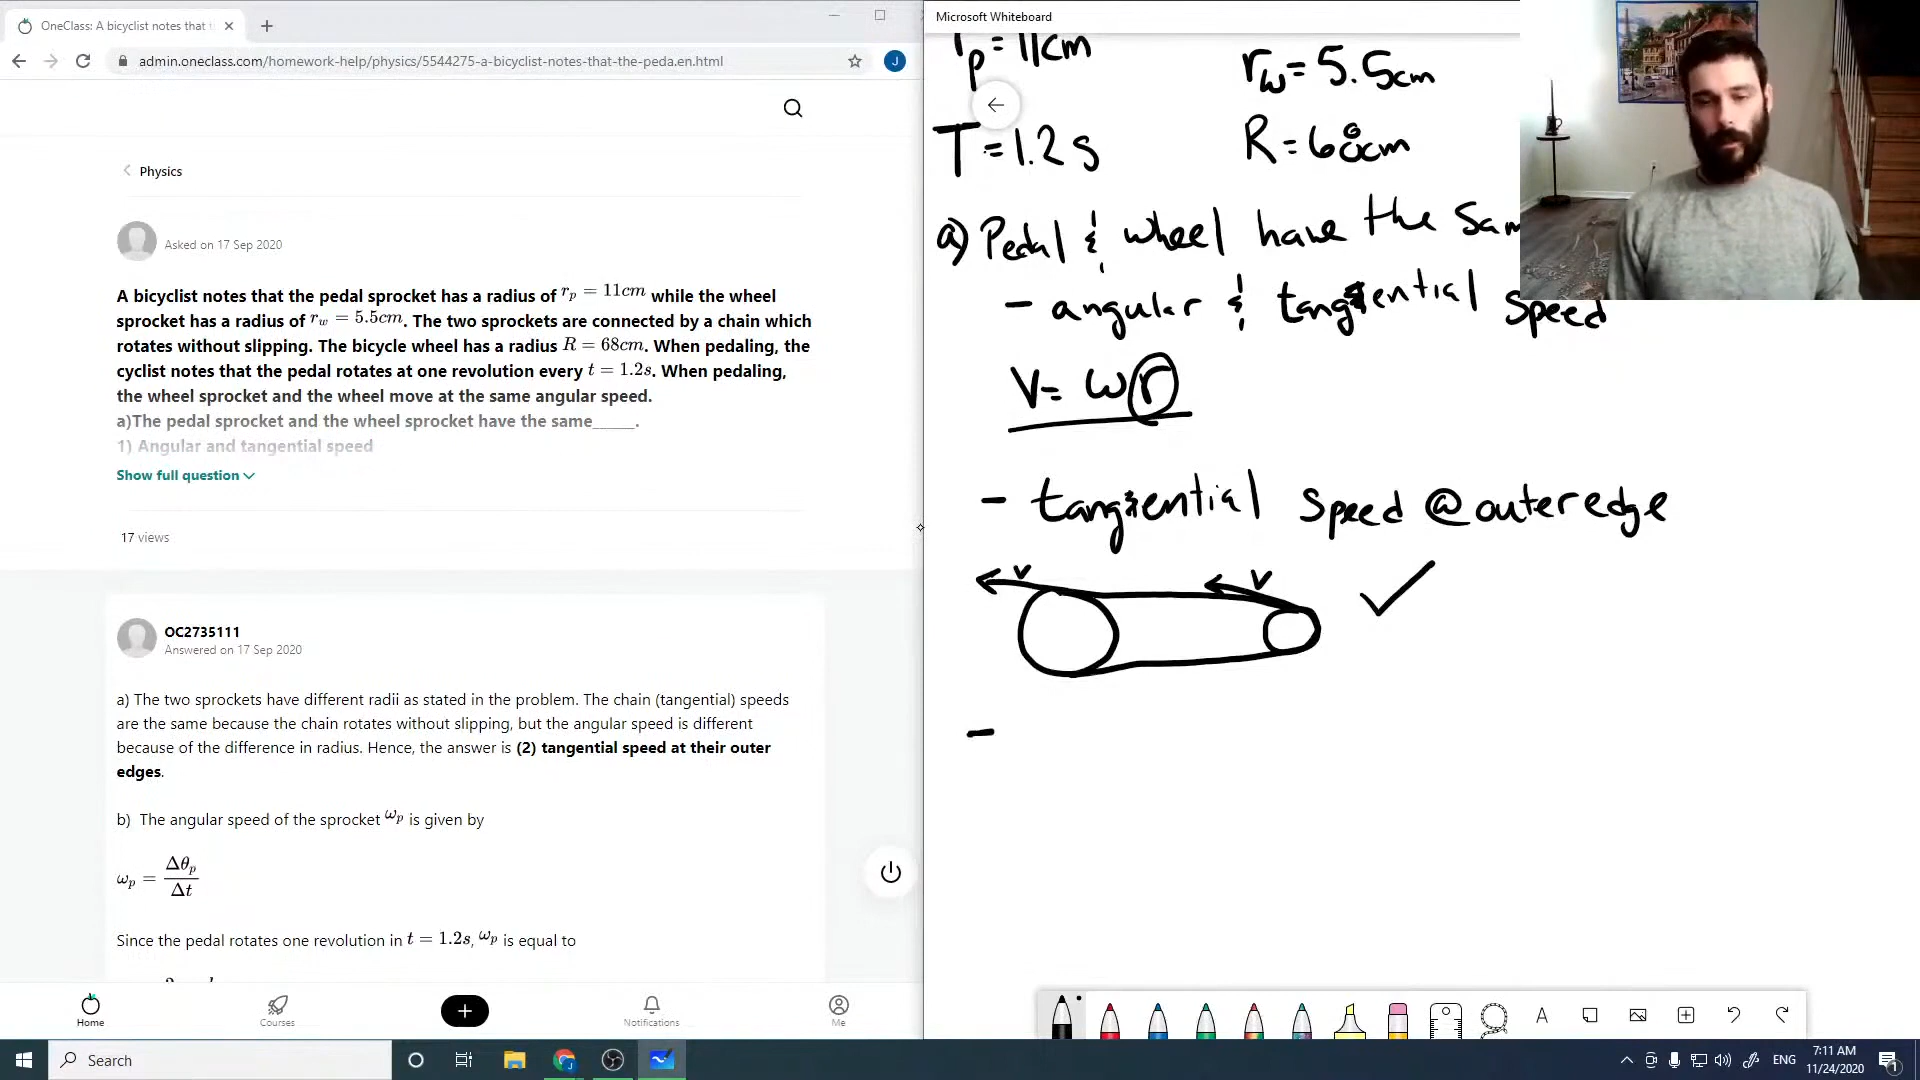 OneClass: A bicyclist notes that t
admin.oneclass.com/homework-help/physics/5544275-a-bicyclist-notes-that-the-peda.en.html
J
Physics
Asked on 17 Sep 2020
A bicyclist notes that the pedal sprocket has a radius of r_p = 11cm while the wheel
sprocket has a radius of r_w = 5.5cm. The two sprockets are connected by a chain which
rotates without slipping. The bicycle wheel has a radius R = 68cm. When pedaling, the
cyclist notes that the pedal rotates at one revolution every t = 1.2s. When pedaling,
the wheel sprocket and the wheel move at the same angular speed.
a)The pedal sprocket and the wheel sprocket have the same_____.
1) Angular and tangential speed
Show full question
17 views
OC2735111
Answered on 17 Sep 2020
a) The two sprockets have different radii as stated in the problem. The chain (tangential) speeds
are the same because the chain rotates without slipping, but the angular speed is different
because of the difference in radius. Hence, the answer is (2) tangential speed at their outer
edges.
b) The angular speed of the sprocket ω_p is given by
ω_p = Δθ_p / Δt
Since the pedal rotates one revolution in t = 1.2s, ω_p is equal to
Home
Courses
Notifications
Me
Microsoft Whiteboard
r_p = 11cm
r_w = 5.5cm
T = 1.2 s
R = 68cm
a) Pedal & wheel have the sam
- angular & tangential speed
v = ωr
- tangential speed @ outer edge
v v
-
Search
ENG
7:11 AM
11/24/2020
1